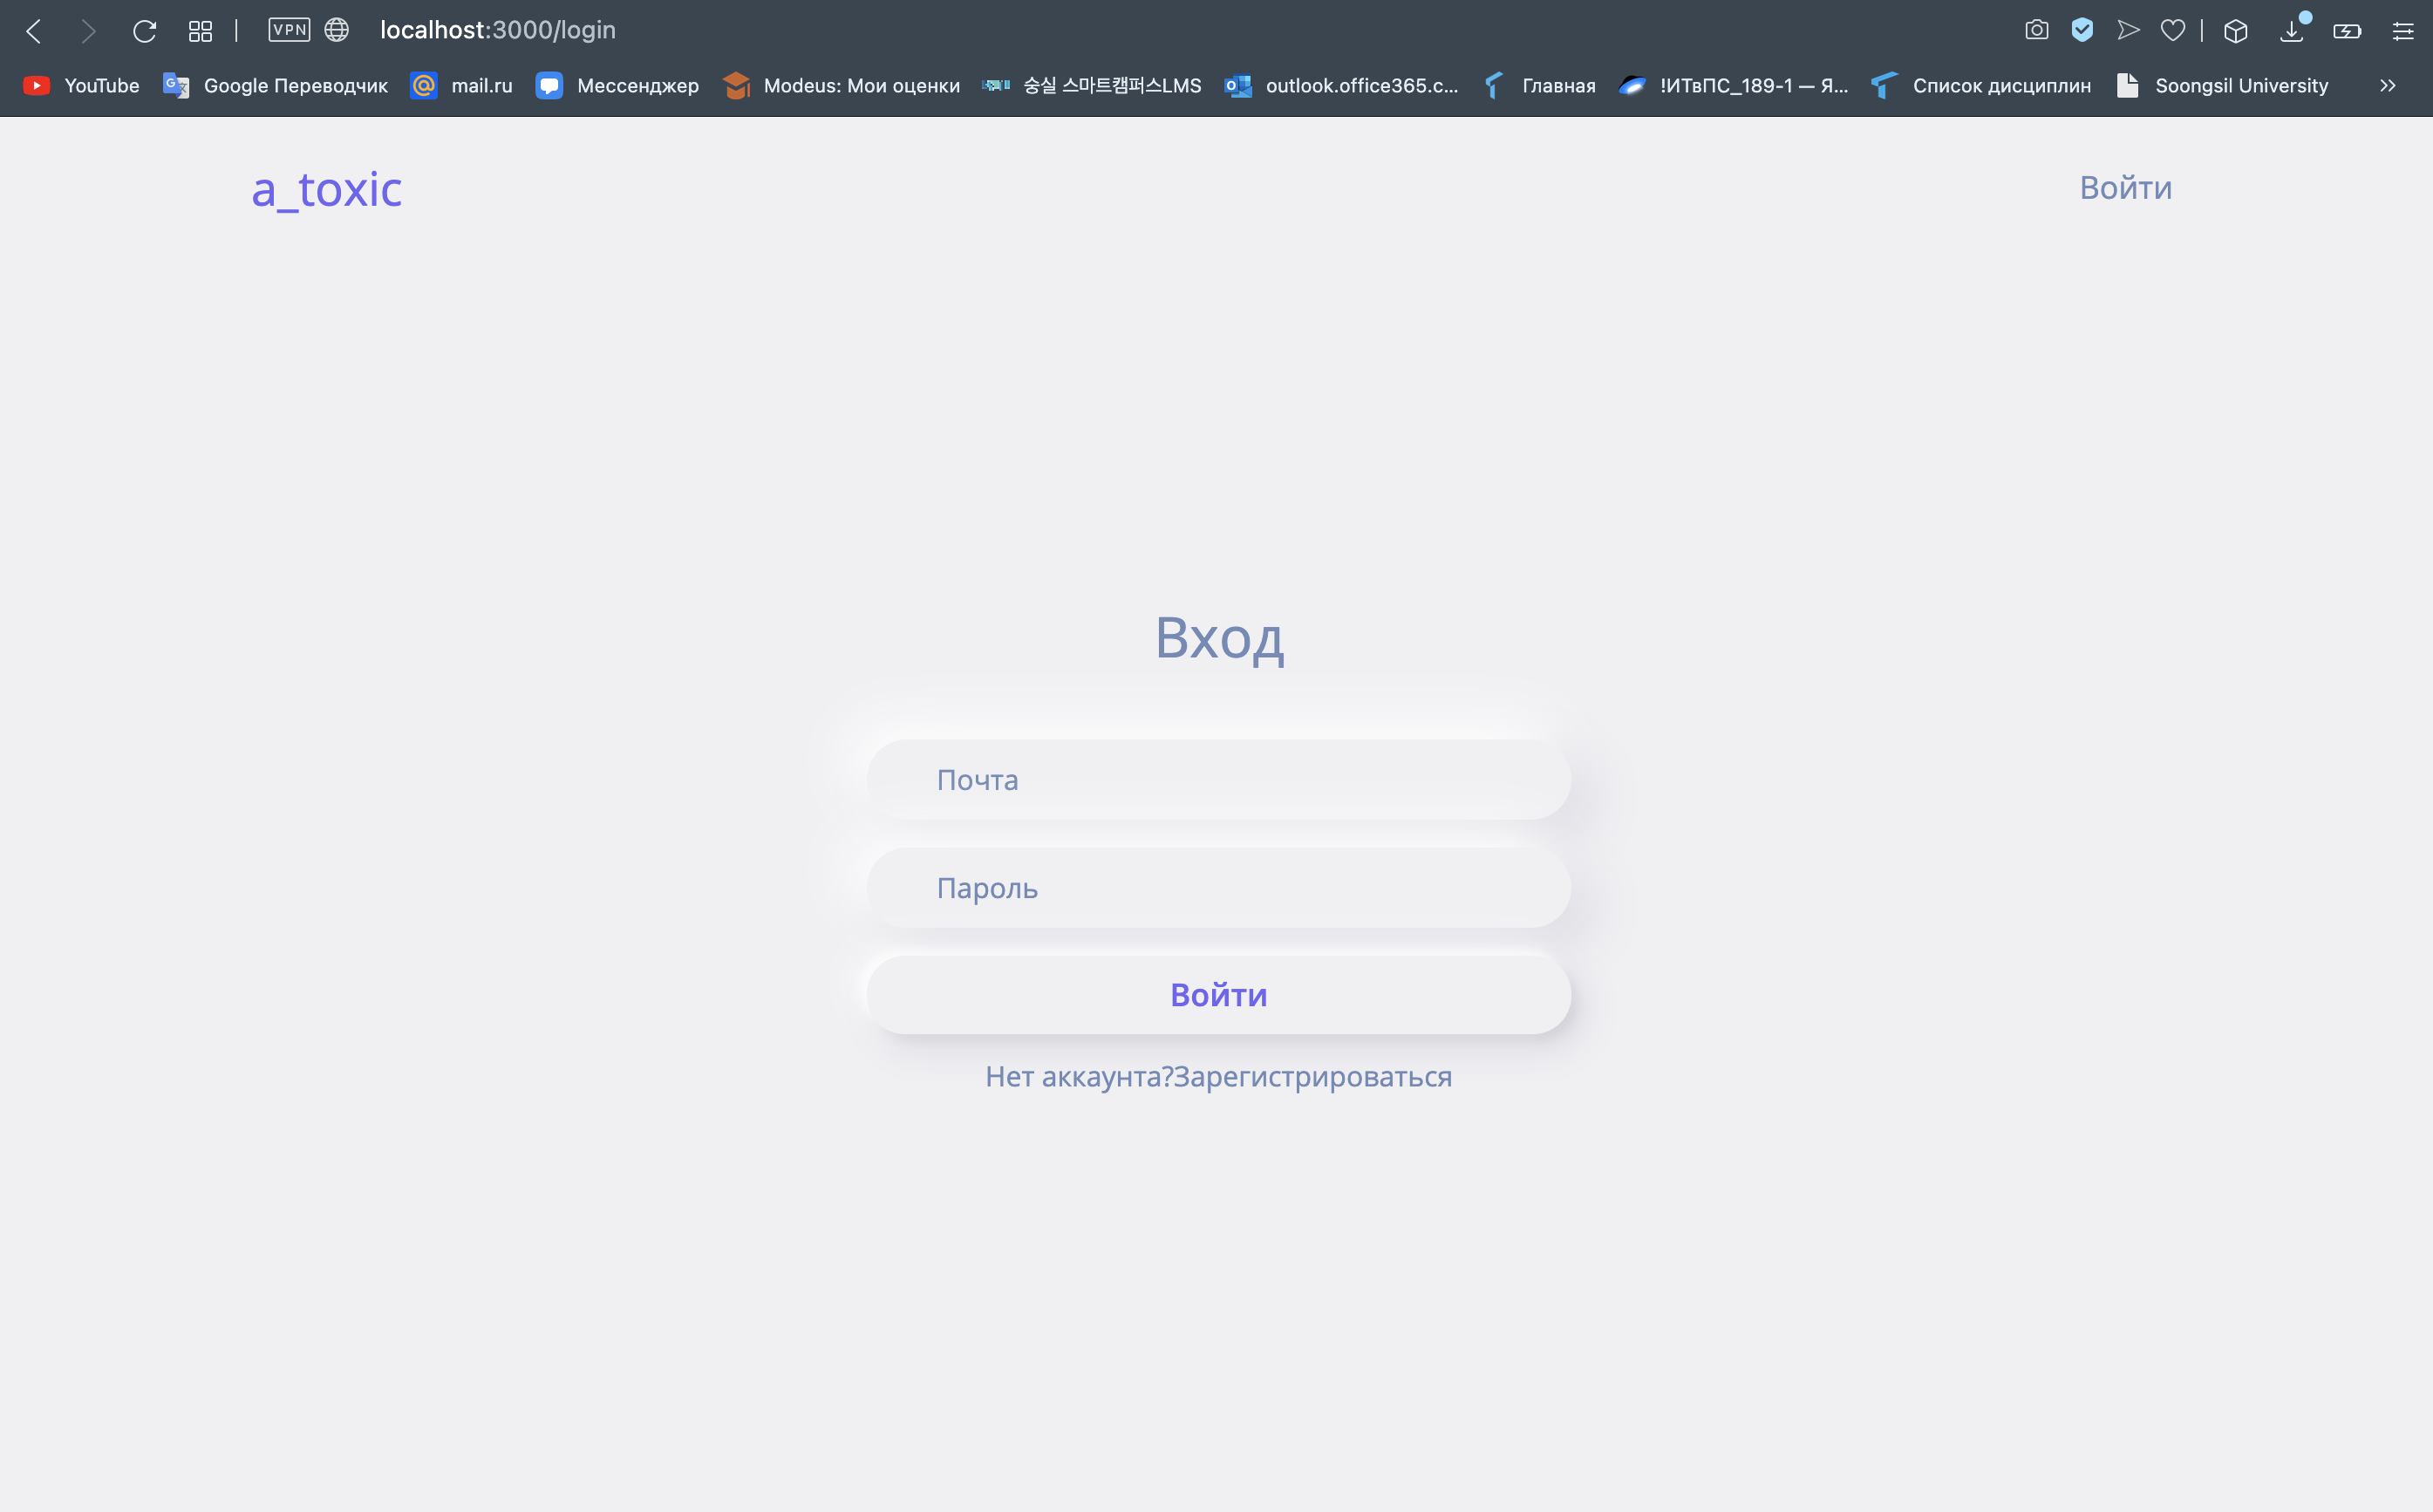 VPN localhost:3000/login
YouTube Google Переводчик mail.ru Мессенджер Modeus: Мои оценки 숭실 스마트캠퍼스LMS outlook.office365.c... Главная !ИТвПС_189-1 — Я... Список дисциплин Soongsil University
a_toxic Войти
Вход
Почта
Пароль
Войти
Нет аккаунта?Зарегистрироваться